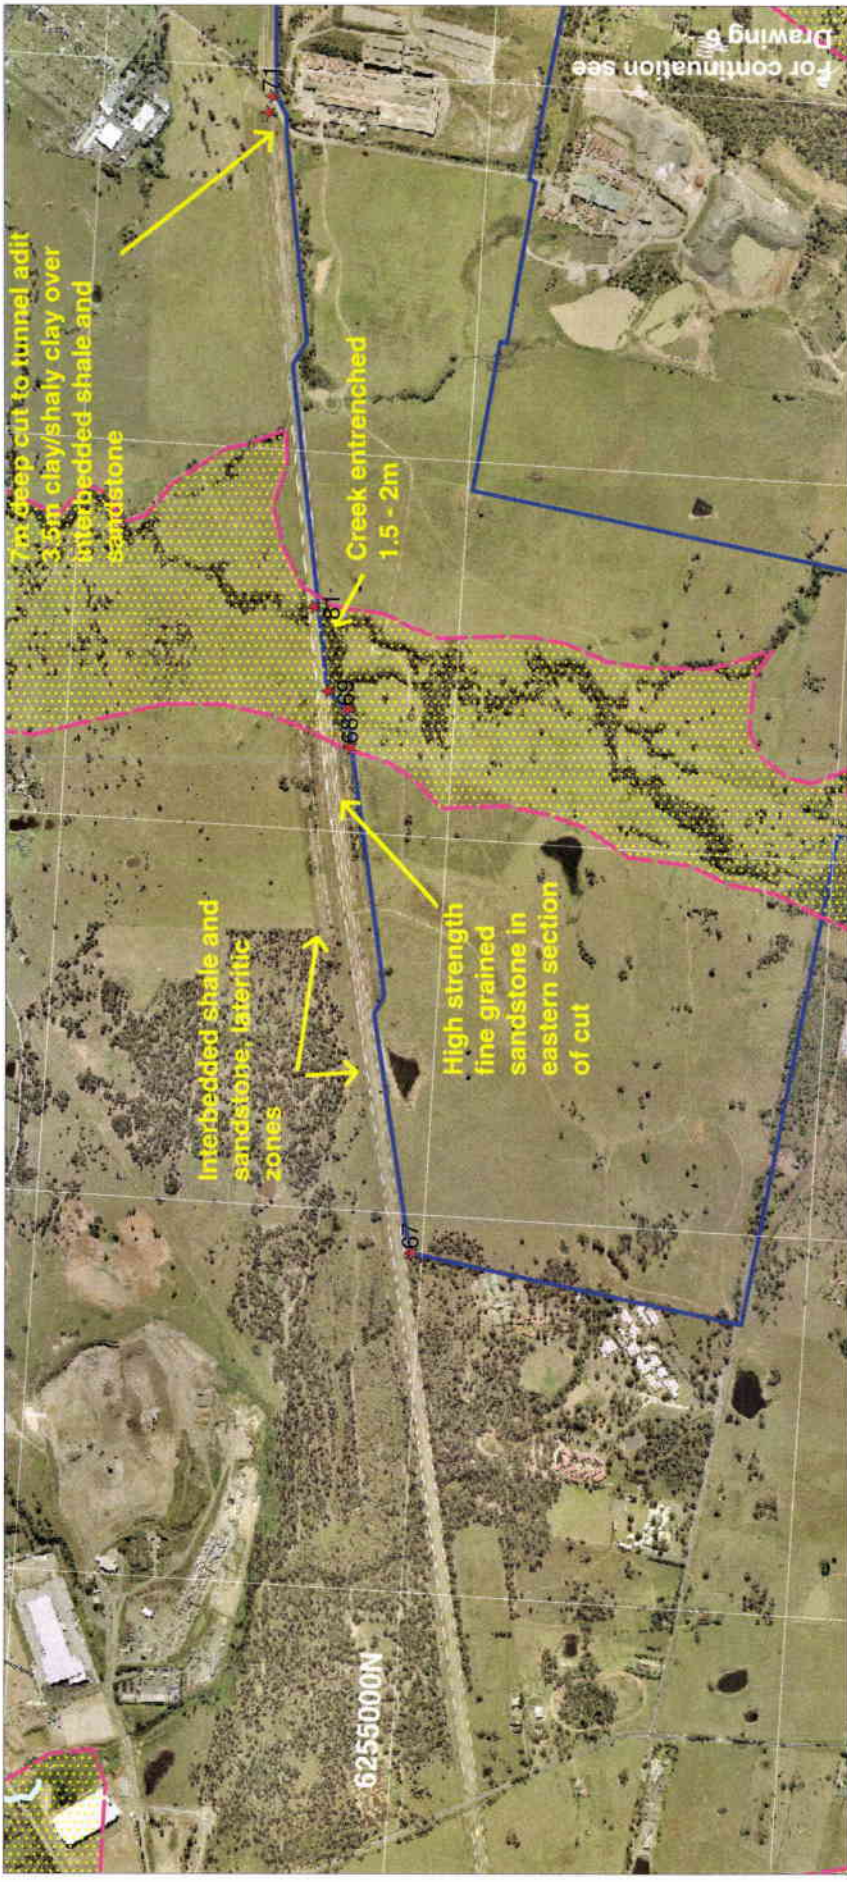 7m deep cut to tunnel adit
3.5m clay/shaly clay over
interbedded shale and
sandstone
71
For continuation see
Drawing 6
Creek entrenched
1.5 - 2m
81
69
68
Interbedded shale and
sandstone, lateritic
zones
High strength
fine grained
sandstone in
eastern section
of cut
67
6255000N